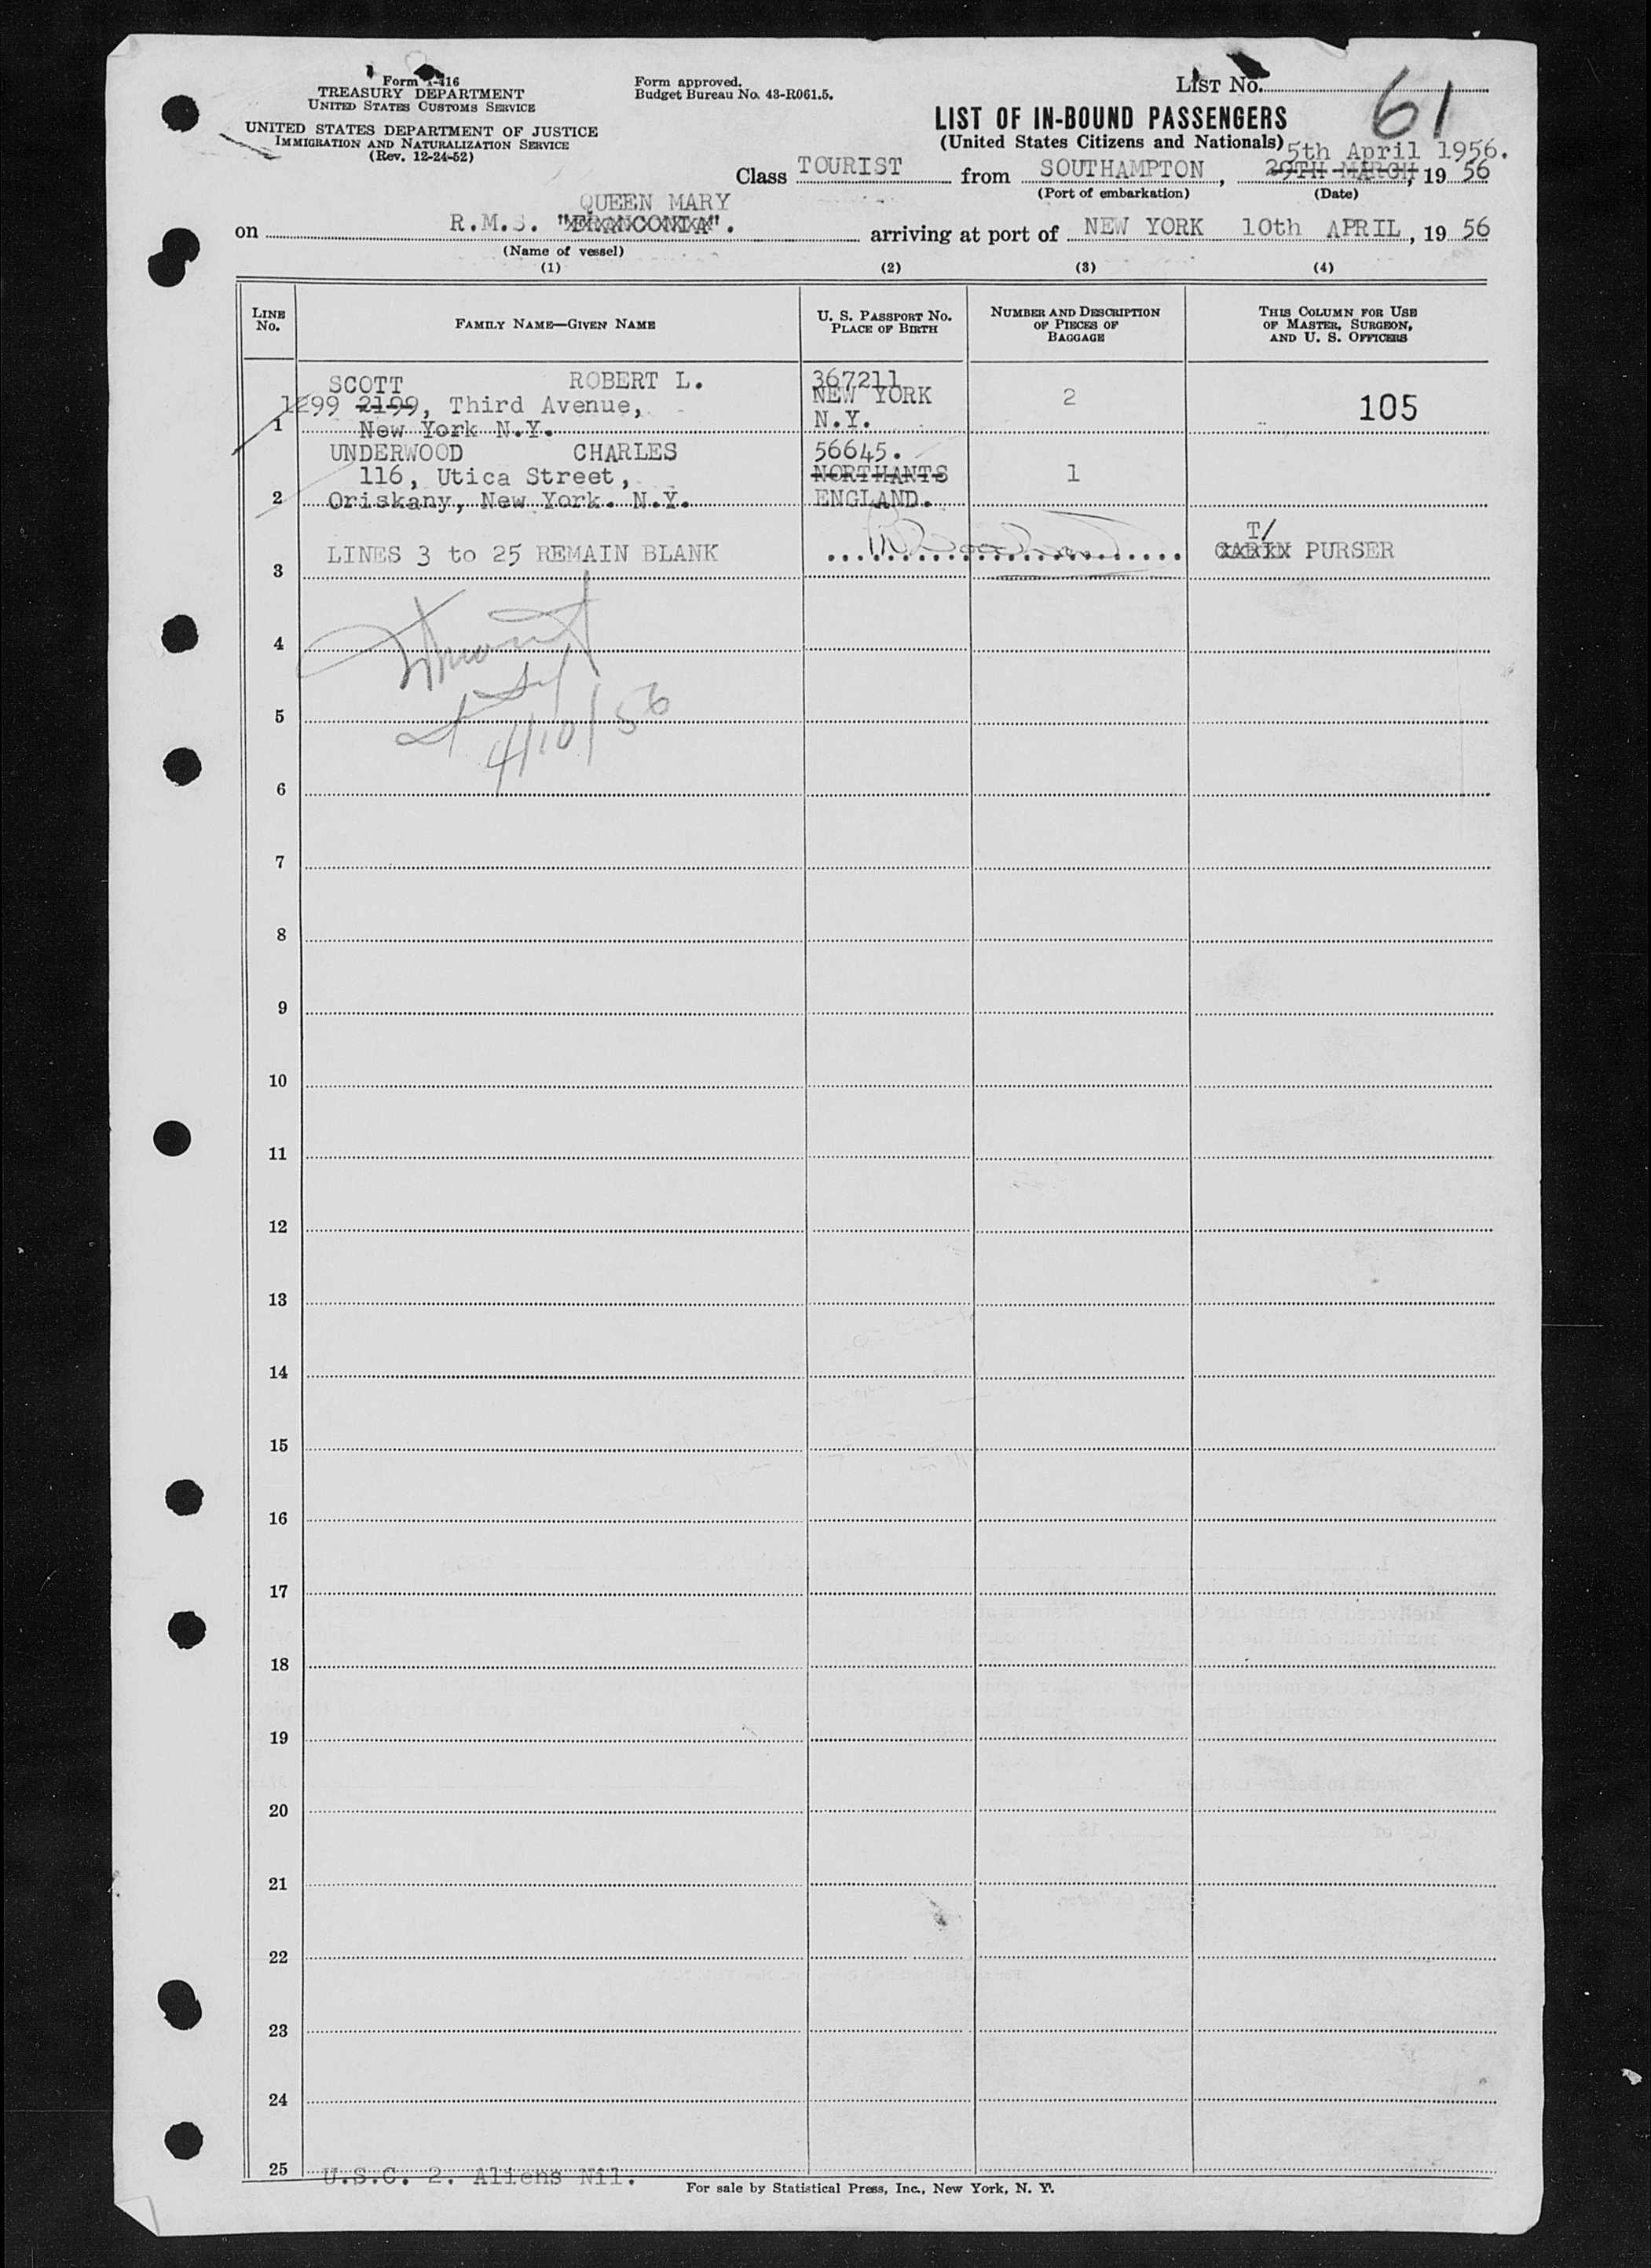 Form I-416
TREASURY DEPARTMENT
UNITED STATES CUSTOMS SERVICE
UNITED STATES DEPARTMENT OF JUSTICE
IMMIGRATION AND NATURALIZATION SERVICE
(Rev. 12-24-52)
Form approved.
Budget Bureau No. 43-R061.5.
LIST No.
61
LIST OF IN-BOUND PASSENGERS
(United States Citizens and Nationals)
5th April 1956.
Class TOURIST from SOUTHAMPTON, 29TH MARCH, 19 56
(Port of embarkation) (Date)
QUEEN MARY
on R.M.S. "FRANCONIA". arriving at port of NEW YORK 10th APRIL, 19 56
(Name of vessel)
(1) (2) (3) (4)
LINE No. FAMILY NAME—GIVEN NAME U. S. PASSPORT No. PLACE OF BIRTH NUMBER AND DESCRIPTION OF PIECES OF BAGGAGE THIS COLUMN FOR USE OF MASTER, SURGEON, AND U. S. OFFICERS
SCOTT ROBERT L. 367211
1299 2199, Third Avenue, NEW YORK 2 105
1 New York N.Y. N.Y.
UNDERWOOD CHARLES 56645.
116, Utica Street, NORTHANTS 1
2 Oriskany, New York. N.Y. ENGLAND.
T/
3 LINES 3 to 25 REMAIN BLANK CABIN PURSER
4
5
4/10/56
6
7
8
9
10
11
12
13
14
15
16
17
18
19
20
21
22
23
24
25 U.S.C. 2. Aliens Nil.
For sale by Statistical Press, Inc., New York, N. Y.